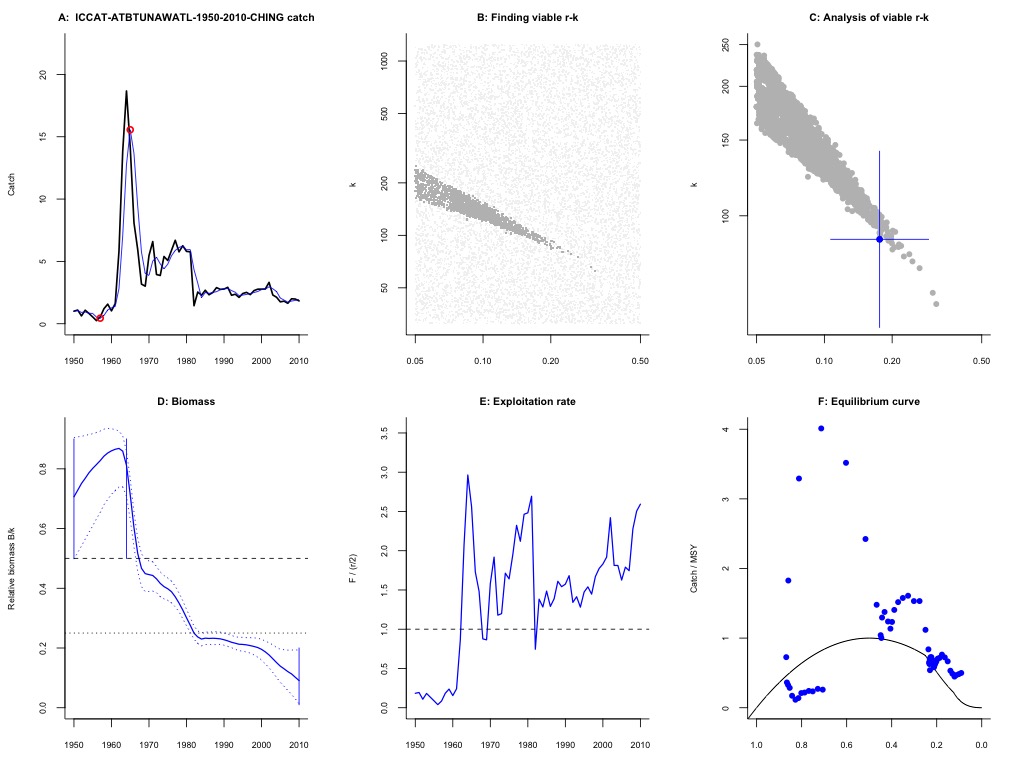 A: ICCAT-ATBTUNAWATL-1950-2010-CHING catch
Catch
0 5 10 15 20
1950 1960 1970 1980 1990 2000 2010
B: Finding viable r-k
k
50 100 200 500 1000
0.05 0.10 0.20 0.50
C: Analysis of viable r-k
k
100 150 200 250
0.05 0.10 0.20 0.50
D: Biomass
Relative biomass B/k
0.0 0.2 0.4 0.6 0.8
1950 1960 1970 1980 1990 2000 2010
E: Exploitation rate
F / (r/2)
0.0 0.5 1.0 1.5 2.0 2.5 3.0 3.5
1950 1960 1970 1980 1990 2000 2010
F: Equilibrium curve
Catch / MSY
0 1 2 3 4
1.0 0.8 0.6 0.4 0.2 0.0